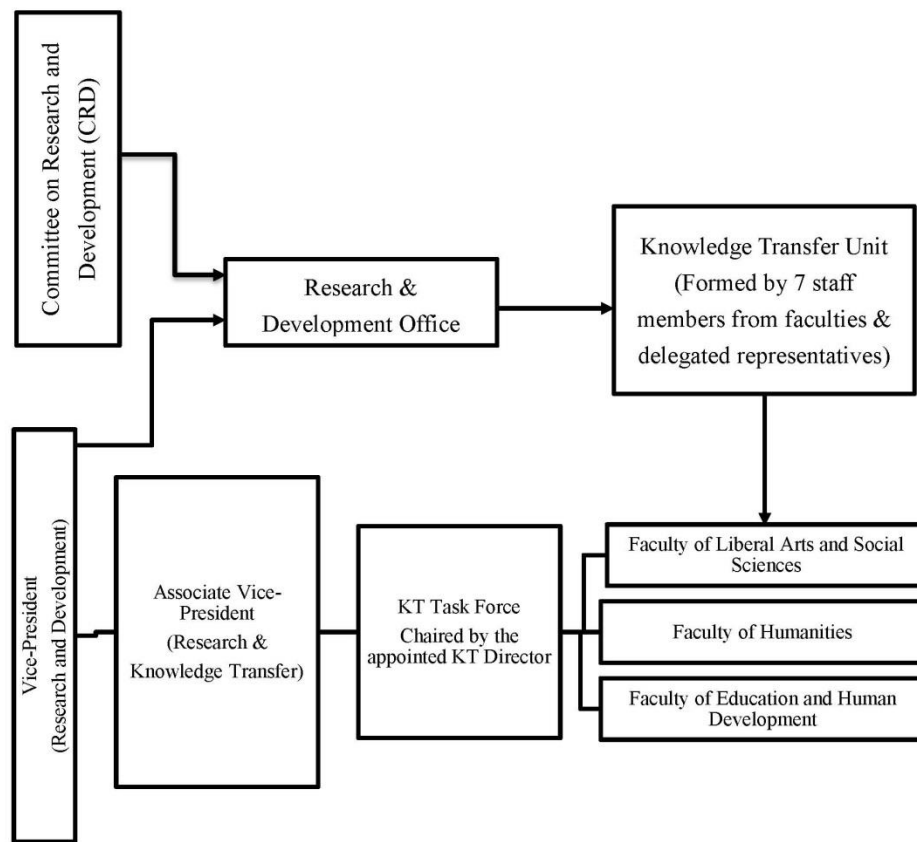 Committee on Research and
Development (CRD)
Research &
Development Office
Knowledge Transfer Unit
(Formed by 7 staff
members from faculties &
delegated representatives)
Vice-President
(Research and Development)
Associate Vice-
President
(Research &
Knowledge Transfer)
KT Task Force
Chaired by the
appointed KT Director
Faculty of Liberal Arts and Social
Sciences
Faculty of Humanities
Faculty of Education and Human
Development